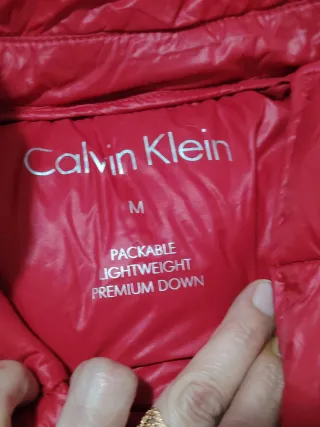 Calvin Klein
M
PACKABLE
LIGHTWEIGHT
PREMIUM DOWN